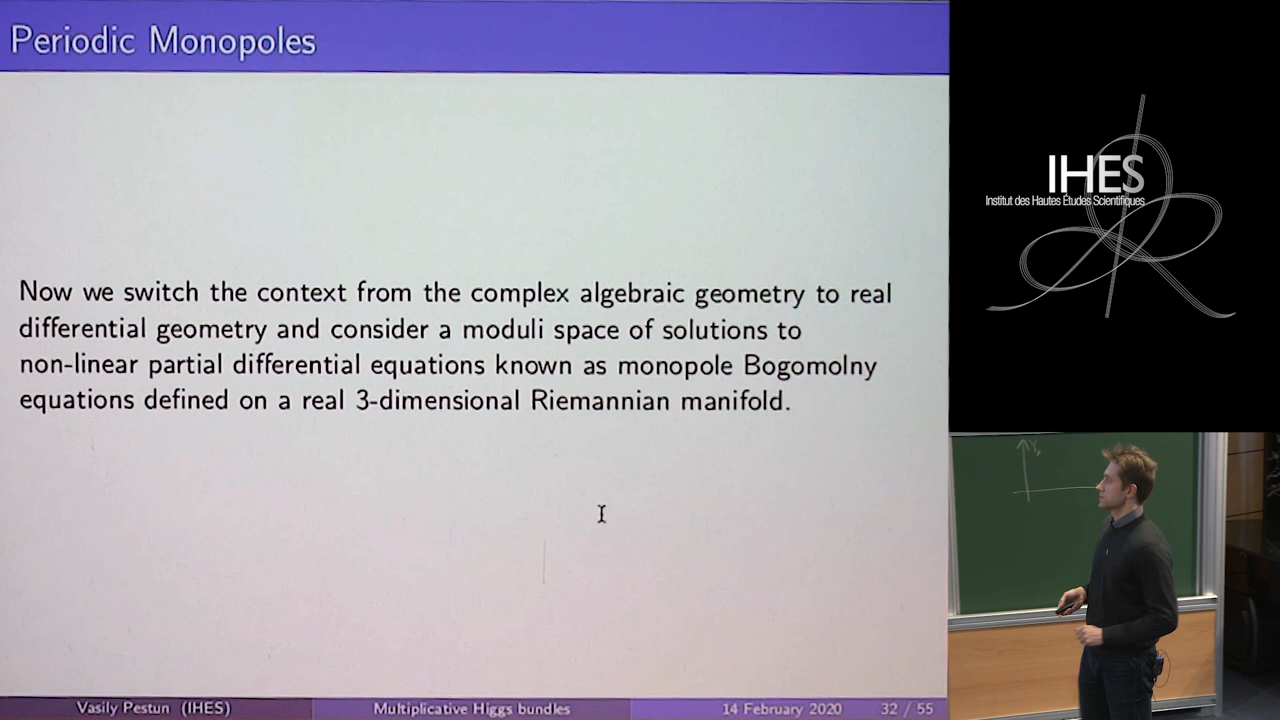 Periodic Monopoles
Now we switch the context from the complex algebraic geometry to real
differential geometry and consider a moduli space of solutions to
non-linear partial differential equations known as monopole Bogomolny
equations defined on a real 3-dimensional Riemannian manifold.
Vasily Pestun (IHES) Multiplicative Higgs bundles 14 February 2020 32 / 55
IHES
Institut des Hautes Études Scientifiques